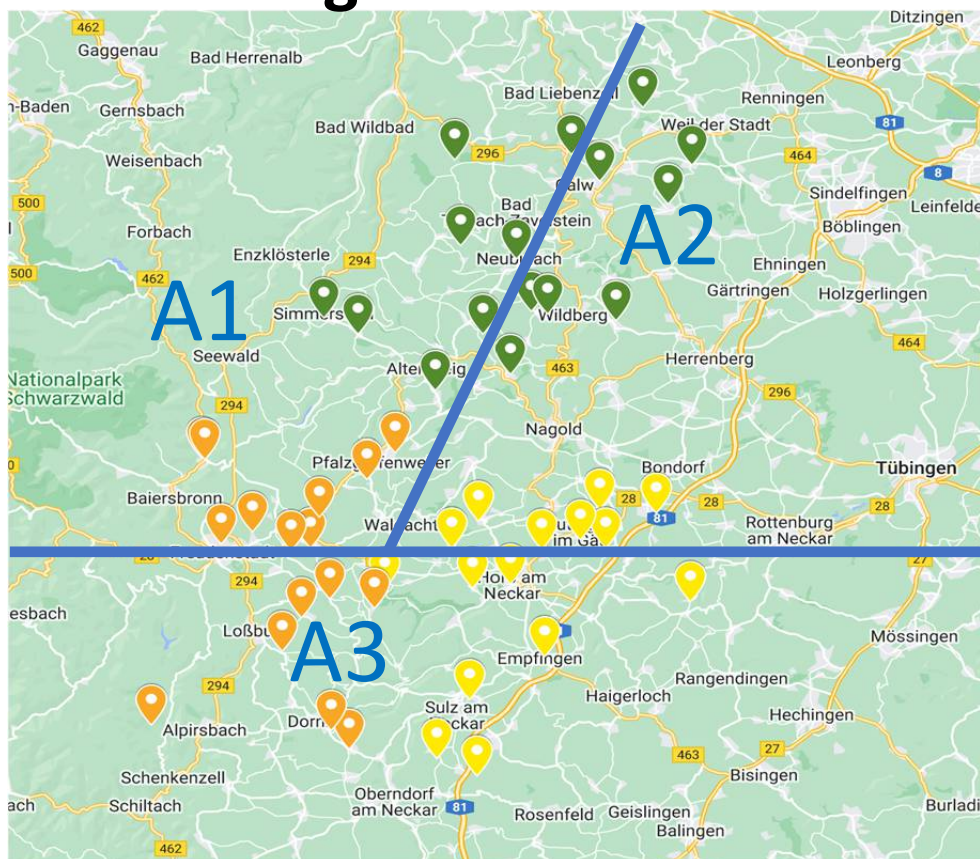 g
462
Ditzingen
Gaggenau
Bad Herrenalb
Leonberg
n-Baden
Gernsbach
Bad Liebenzell
Renningen
81
Bad Wildbad
Weil der Stadt
Weisenbach
296
464
8
Calw
Sindelfingen
500
Bad
Leinfelde
Forbach
A2
Böblingen
Enzklösterle
294
Neubulach
Ehningen
500
462
Gärtringen
Holzgerlingen
A1
Wildberg
Seewald
464
Herrenberg
463
Nationalpark
Schwarzwald
296
294
Nagold
Pfalzgrafenweiler
Bondorf
Tübingen
Baiersbronn
28
28
81
Rottenburg
am Neckar
28
27
294
Horb am
Neckar
esbach
A3
Mössingen
Empfingen
294
Rangendingen
Haigerloch
Sulz am
Neckar
Hechingen
Alpirsbach
463
27
Schenkenzell
Bisingen
Oberndorf
am Neckar
ach
Schiltach
81
Rosenfeld
Geislingen
Burladi
Balingen
462